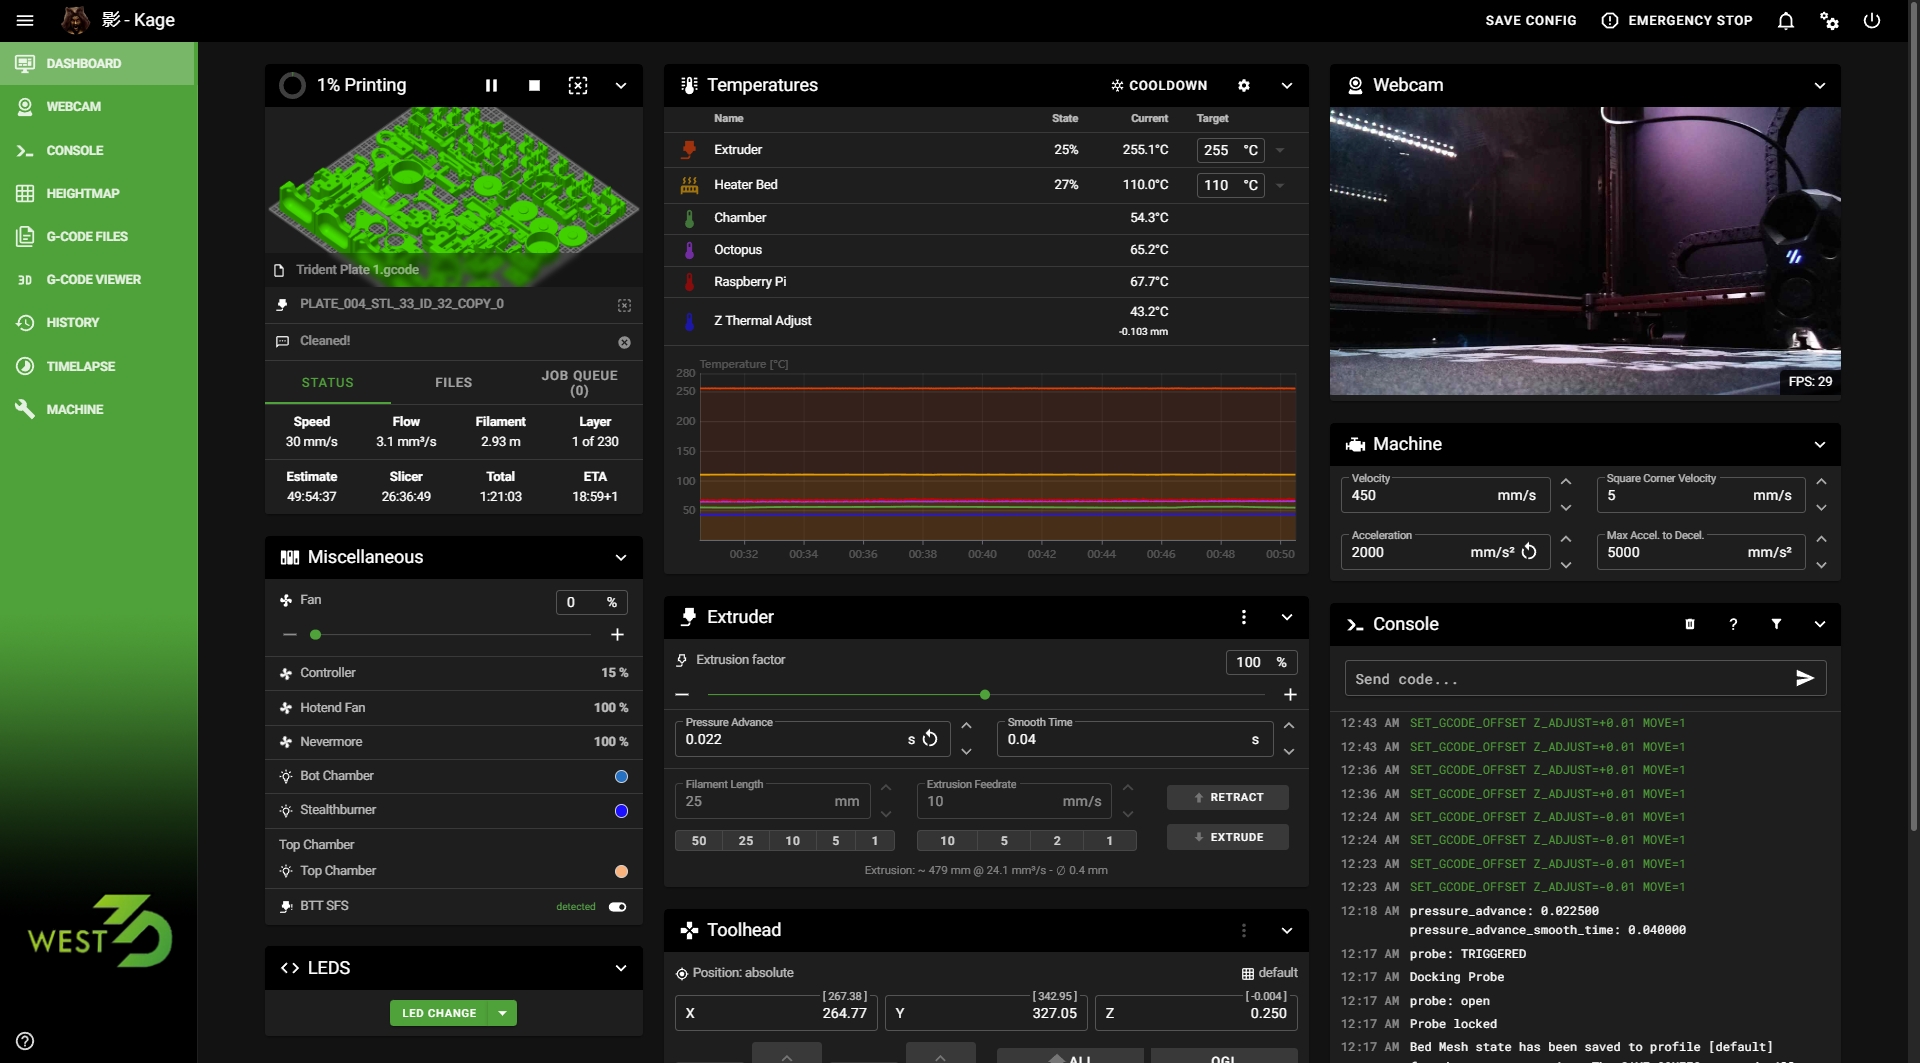 影 - Kage
SAVE CONFIG
EMERGENCY STOP
DASHBOARD
WEBCAM
CONSOLE
HEIGHTMAP
G-CODE FILES
3D G-CODE VIEWER
HISTORY
TIMELAPSE
MACHINE
WEST 3D
1% Printing
Trident Plate 1.gcode
PLATE_004_STL_33_ID_32_COPY_0
Cleaned!
STATUS FILES JOB QUEUE
(0)
Speed Flow Filament Layer
30 mm/s 3.1 mm³/s 2.93 m 1 of 230
Estimate Slicer Total ETA
49:54:37 26:36:49 1:21:03 18:59+1
Miscellaneous
Fan 0 %
Controller 15 %
Hotend Fan 100 %
Nevermore 100 %
Bot Chamber
Stealthburner
Top Chamber
Top Chamber
BTT SFS detected
LEDS
LED CHANGE
Temperatures COOLDOWN
Name State Current Target
Extruder 25% 255.1°C 255 °C
Heater Bed 27% 110.0°C 110 °C
Chamber 54.3°C
Octopus 65.2°C
Raspberry Pi 67.7°C
Z Thermal Adjust 43.2°C
-0.103 mm
Temperature [°C]
280
250
200
150
100
50
00:32 00:34 00:36 00:38 00:40 00:42 00:44 00:46 00:48 00:50
Extruder
Extrusion factor 100 %
Pressure Advance Smooth Time
0.022 s 0.04 s
Filament Length Extrusion Feedrate
25 mm 10 mm/s
RETRACT
50 25 10 5 1 10 5 2 1
EXTRUDE
Extrusion: ~ 479 mm @ 24.1 mm³/s - ∅ 0.4 mm
Toolhead
Position: absolute default
[ 267.38 ] [ 342.95 ] [ -0.004 ]
X 264.77 Y 327.05 Z 0.250
ALL QGL
Webcam
FPS: 29
Machine
Velocity Square Corner Velocity
450 mm/s 5 mm/s
Acceleration Max Accel. to Decel.
2000 mm/s² 5000 mm/s²
Console
Send code...
12:43 AM SET_GCODE_OFFSET Z_ADJUST=+0.01 MOVE=1
12:43 AM SET_GCODE_OFFSET Z_ADJUST=+0.01 MOVE=1
12:36 AM SET_GCODE_OFFSET Z_ADJUST=+0.01 MOVE=1
12:36 AM SET_GCODE_OFFSET Z_ADJUST=+0.01 MOVE=1
12:24 AM SET_GCODE_OFFSET Z_ADJUST=-0.01 MOVE=1
12:24 AM SET_GCODE_OFFSET Z_ADJUST=-0.01 MOVE=1
12:23 AM SET_GCODE_OFFSET Z_ADJUST=-0.01 MOVE=1
12:23 AM SET_GCODE_OFFSET Z_ADJUST=-0.01 MOVE=1
12:18 AM pressure_advance: 0.022500
pressure_advance_smooth_time: 0.040000
12:17 AM probe: TRIGGERED
12:17 AM Docking Probe
12:17 AM probe: open
12:17 AM Probe locked
12:17 AM Bed Mesh state has been saved to profile [default]